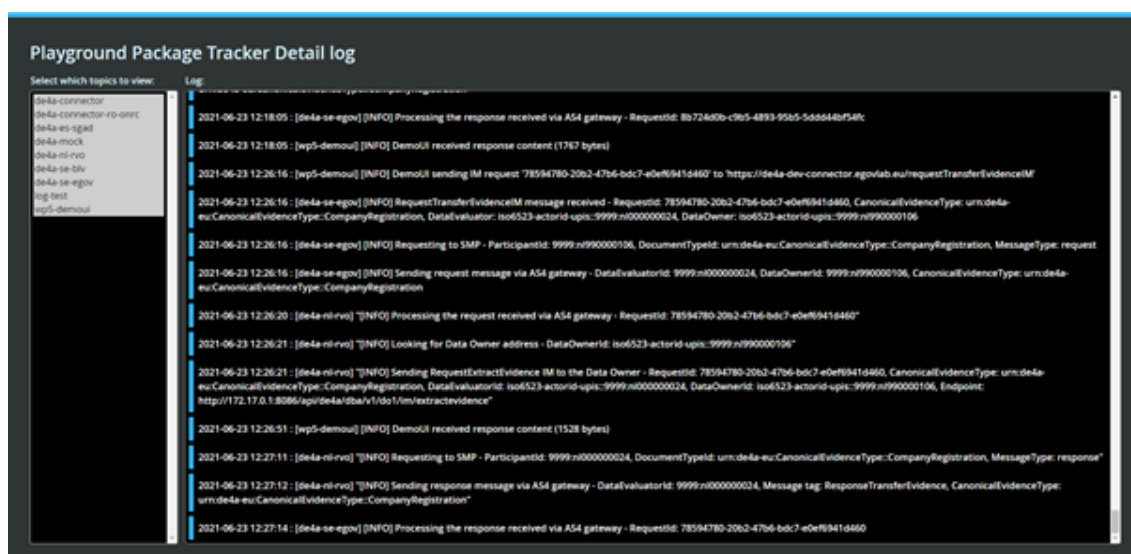 Playground Package Tracker Detail log
Select which topics to view:
Log:
de4a-connector
de4a-connector-ro-onrc
de4a-es-sgad
de4a-mock
de4a-nl-rvo
de4a-se-blv
de4a-se-egov
log-test
wp5-demoui
2021-06-23 12:18:05 : [de4a-se-egov] [INFO] Processing the response received via AS4 gateway - RequestId: 8b724d0b-c9b5-4893-95b5-5ddd44bf54fc
2021-06-23 12:18:05 : [wp5-demoui] [INFO] DemoUI received response content (1767 bytes)
2021-06-23 12:26:16 : [wp5-demoui] [INFO] DemoUI sending IM request '78594780-20b2-47b6-bdc7-e0ef6941d460' to 'https://de4a-dev-connector.egovlab.eu/requestTransferEvidenceIM'
2021-06-23 12:26:16 : [de4a-se-egov] [INFO] RequestTransferEvidenceIM message received - RequestId: 78594780-20b2-47b6-bdc7-e0ef6941d460, CanonicalEvidenceType: urn:de4a-
eu:CanonicalEvidenceType::CompanyRegistration, DataEvaluator: iso6523-actorid-upis::9999:nl000000024, DataOwner: iso6523-actorid-upis::9999:nl990000106
2021-06-23 12:26:16 : [de4a-se-egov] [INFO] Requesting to SMP - ParticipantId: 9999:nl990000106, DocumentTypeId: urn:de4a-eu:CanonicalEvidenceType::CompanyRegistration, MessageType: request
2021-06-23 12:26:16 : [de4a-se-egov] [INFO] Sending request message via AS4 gateway - DataEvaluatorId: 9999:nl000000024, DataOwnerId: 9999:nl990000106, CanonicalEvidenceType: urn:de4a-
eu:CanonicalEvidenceType::CompanyRegistration
2021-06-23 12:26:20 : [de4a-nl-rvo] "[INFO] Processing the request received via AS4 gateway - RequestId: 78594780-20b2-47b6-bdc7-e0ef6941d460"
2021-06-23 12:26:21 : [de4a-nl-rvo] "[INFO] Looking for Data Owner address - DataOwnerId: iso6523-actorid-upis::9999:nl990000106"
2021-06-23 12:26:21 : [de4a-nl-rvo] "[INFO] Sending RequestExtractEvidence IM to the Data Owner - RequestId: 78594780-20b2-47b6-bdc7-e0ef6941d460, CanonicalEvidenceType: urn:de4a-
eu:CanonicalEvidenceType::CompanyRegistration, DataEvaluatorId: iso6523-actorid-upis::9999:nl000000024, DataOwnerId: iso6523-actorid-upis::9999:nl990000106, Endpoint:
http://172.17.0.1:8086/api/de4a/dba/v1/do1/im/extractevidence"
2021-06-23 12:26:51 : [wp5-demoui] [INFO] DemoUI received response content (1528 bytes)
2021-06-23 12:27:11 : [de4a-nl-rvo] "[INFO] Requesting to SMP - ParticipantId: 9999:nl000000024, DocumentTypeId: urn:de4a-eu:CanonicalEvidenceType::CompanyRegistration, MessageType: response"
2021-06-23 12:27:12 : [de4a-nl-rvo] "[INFO] Sending response message via AS4 gateway - DataEvaluatorId: 9999:nl000000024, Message tag: ResponseTransferEvidence, CanonicalEvidenceType:
urn:de4a-eu:CanonicalEvidenceType::CompanyRegistration"
2021-06-23 12:27:14 : [de4a-se-egov] [INFO] Processing the response received via AS4 gateway - RequestId: 78594780-20b2-47b6-bdc7-e0ef6941d460